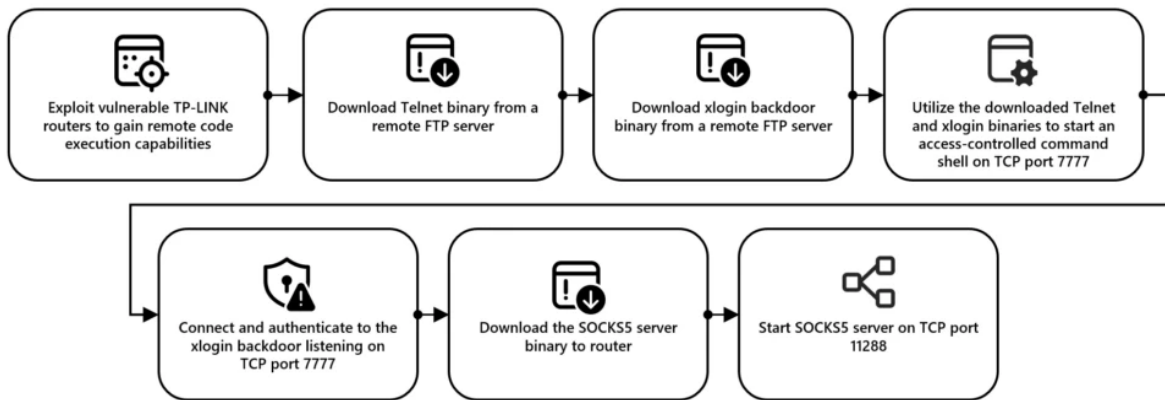 Exploit vulnerable TP-LINK
routers to gain remote code
execution capabilities
Download Telnet binary from a
remote FTP server
Download xlogin backdoor
binary from a remote FTP server
Utilize the downloaded Telnet
and xlogin binaries to start an
access-controlled command
shell on TCP port 7777
Connect and authenticate to the
xlogin backdoor listening on
TCP port 7777
Download the SOCKS5 server
binary to router
Start SOCKS5 server on TCP port
11288